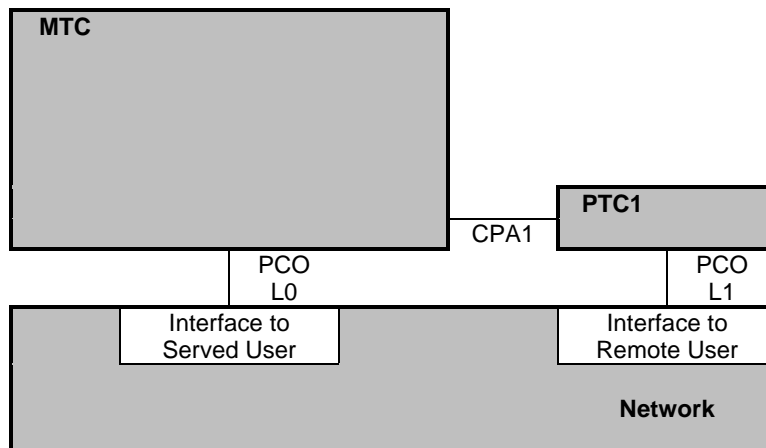 MTC
PTC1
CPA1
PCO
L0
PCO
L1
Interface to
Served User
Interface to
Remote User
Network